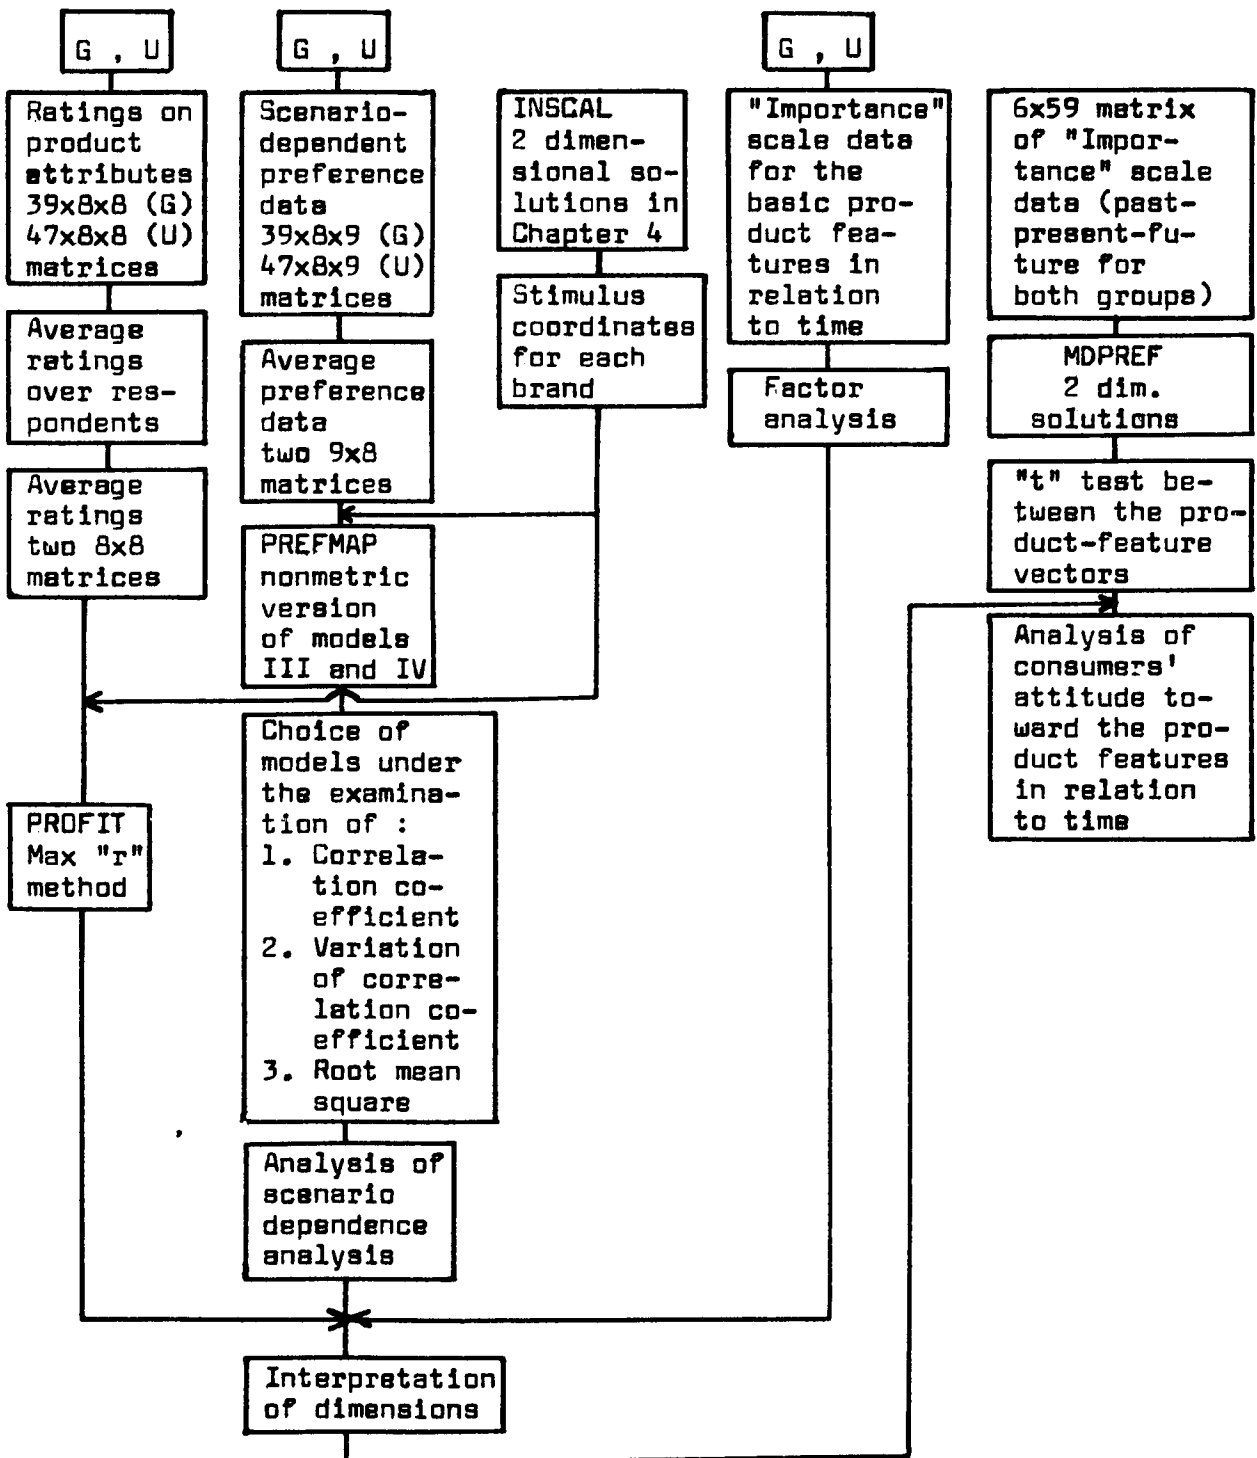 G , U
Ratings on
product
attributes
39x8x8 (G)
47x8x8 (U)
matrices
Average
ratings
over res-
pondents
Average
ratings
two 8x8
matrices
PROFIT
Max "r"
method
G , U
Scenario-
dependent
preference
data
39x8x9 (G)
47x8x9 (U)
matrices
Average
preference
data
two 9x8
matrices
PREFMAP
nonmetric
version
of models
III and IV
Choice of
models under
the examina-
tion of :
1. Correla-
tion co-
efficient
2. Variation
of corre-
lation co-
efficient
3. Root mean
square
Analysis of
scenario
dependence
analysis
Interpretation
of dimensions
INSCAL
2 dimen-
sional so-
lutions in
Chapter 4
Stimulus
coordinates
for each
brand
G , U
"Importance"
scale data
for the
basic pro-
duct fea-
tures in
relation
to time
Factor
analysis
6x59 matrix
of "Impor-
tance" scale
data (past-
present-fu-
ture for
both groups)
MDPREF
2 dim.
solutions
"t" test be-
tween the pro-
duct-feature
vectors
Analysis of
consumers'
attitude to-
ward the pro-
duct features
in relation
to time